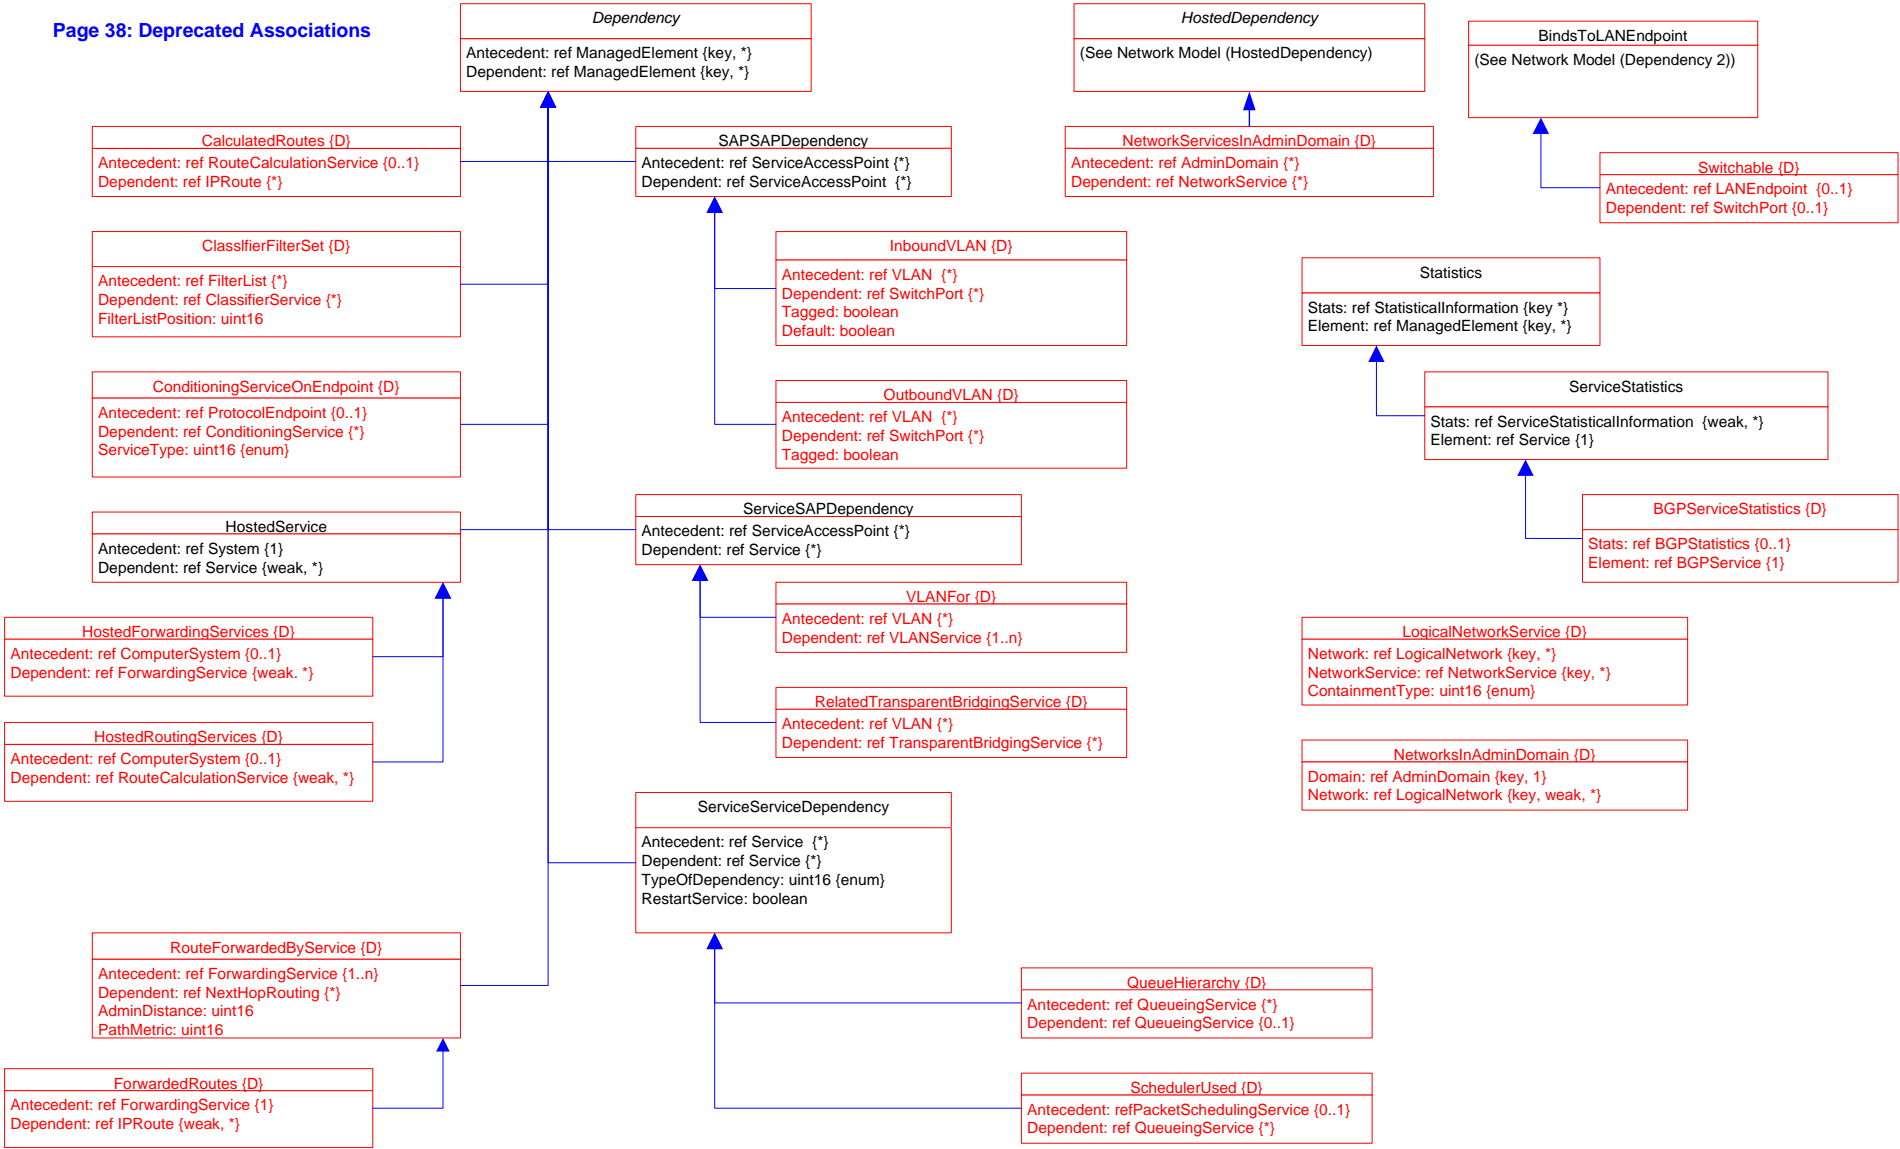 Page 38: Deprecated Associations
Dependency
Antecedent: ref ManagedElement {key, *}
Dependent: ref ManagedElement {key, *}
HostedDependency
(See Network Model (HostedDependency)
BindsToLANEndpoint
(See Network Model (Dependency 2))
CalculatedRoutes {D}
Antecedent: ref RouteCalculationService {0..1}
Dependent: ref IPRoute {*}
SAPSAPDependency
Antecedent: ref ServiceAccessPoint {*}
Dependent: ref ServiceAccessPoint  {*}
NetworkServicesInAdminDomain {D}
Antecedent: ref AdminDomain {*}
Dependent: ref NetworkService {*}
Switchable {D}
Antecedent: ref LANEndpoint  {0..1}
Dependent: ref SwitchPort {0..1}
ClassIfierFilterSet {D}
Antecedent: ref FilterList {*}
Dependent: ref ClassifierService {*}
FilterListPosition: uint16
InboundVLAN {D}
Antecedent: ref VLAN  {*}
Dependent: ref SwitchPort {*}
Tagged: boolean
Default: boolean
Statistics
Stats: ref StatisticalInformation {key *}
Element: ref ManagedElement {key, *}
ConditioningServiceOnEndpoint {D}
Antecedent: ref ProtocolEndpoint {0..1}
Dependent: ref ConditioningService {*}
ServiceType: uint16 {enum}
OutboundVLAN {D}
Antecedent: ref VLAN  {*}
Dependent: ref SwitchPort {*}
Tagged: boolean
ServiceStatistics
Stats: ref ServiceStatisticalInformation  {weak, *}
Element: ref Service {1}
HostedService
Antecedent: ref System {1}
Dependent: ref Service {weak, *}
ServiceSAPDependency
Antecedent: ref ServiceAccessPoint {*}
Dependent: ref Service {*}
BGPServiceStatistics {D}
Stats: ref BGPStatistics {0..1}
Element: ref BGPService {1}
HostedForwardingServices {D}
Antecedent: ref ComputerSystem {0..1}
Dependent: ref ForwardingService {weak. *}
VLANFor {D}
Antecedent: ref VLAN {*}
Dependent: ref VLANService {1..n}
LogicalNetworkService {D}
Network: ref LogicalNetwork {key, *}
NetworkService: ref NetworkService {key, *}
ContainmentType: uint16 {enum}
HostedRoutingServices {D}
Antecedent: ref ComputerSystem {0..1}
Dependent: ref RouteCalculationService {weak, *}
RelatedTransparentBridgingService {D}
Antecedent: ref VLAN {*}
Dependent: ref TransparentBridgingService {*}
NetworksInAdminDomain {D}
Domain: ref AdminDomain {key, 1}
Network: ref LogicalNetwork {key, weak, *}
ServiceServiceDependency
Antecedent: ref Service  {*}
Dependent: ref Service {*}
TypeOfDependency: uint16 {enum}
RestartService: boolean
RouteForwardedByService {D}
Antecedent: ref ForwardingService {1..n}
Dependent: ref NextHopRouting {*}
AdminDistance: uint16
PathMetric: uint16
QueueHierarchy {D}
Antecedent: ref QueueingService {*}
Dependent: ref QueueingService {0..1}
ForwardedRoutes {D}
Antecedent: ref ForwardingService {1}
Dependent: ref IPRoute {weak, *}
SchedulerUsed {D}
Antecedent: refPacketSchedulingService {0..1}
Dependent: ref QueueingService {*}